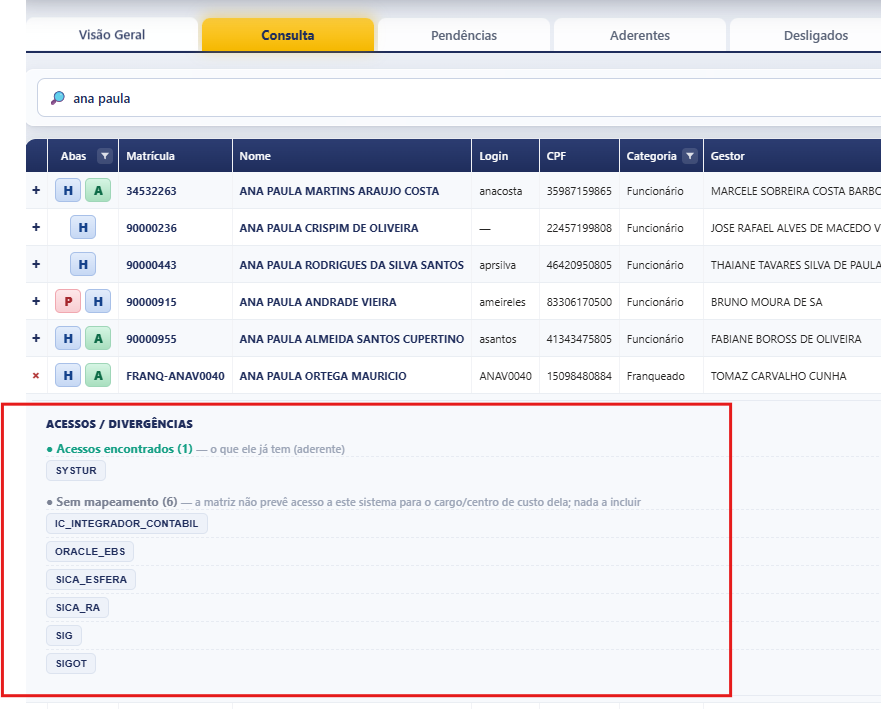 Visão Geral Consulta Pendências Aderentes Desligados
ana paula
Abas Matrícula Nome Login CPF Categoria Gestor
+ H A 34532263 ANA PAULA MARTINS ARAUJO COSTA anacosta 35987159865 Funcionário MARCELE SOBREIRA COSTA BARBO
+ H 90000236 ANA PAULA CRISPIM DE OLIVEIRA — 22457199808 Funcionário JOSE RAFAEL ALVES DE MACEDO V
+ H 90000443 ANA PAULA RODRIGUES DA SILVA SANTOS aprsilva 46420950805 Funcionário THAIANE TAVARES SILVA DE PAULA
+ P H 90000915 ANA PAULA ANDRADE VIEIRA ameireles 83306170500 Funcionário BRUNO MOURA DE SA
+ H A 90000955 ANA PAULA ALMEIDA SANTOS CUPERTINO asantos 41343475805 Funcionário FABIANE BOROSS DE OLIVEIRA
× H A FRANQ-ANAV0040 ANA PAULA ORTEGA MAURICIO ANAV0040 15098480884 Franqueado TOMAZ CARVALHO CUNHA
ACESSOS / DIVERGÊNCIAS
● Acessos encontrados (1) — o que ele já tem (aderente)
SYSTUR
● Sem mapeamento (6) — a matriz não prevê acesso a este sistema para o cargo/centro de custo dela; nada a incluir
IC_INTEGRADOR_CONTABIL
ORACLE_EBS
SICA_ESFERA
SICA_RA
SIG
SIGOT